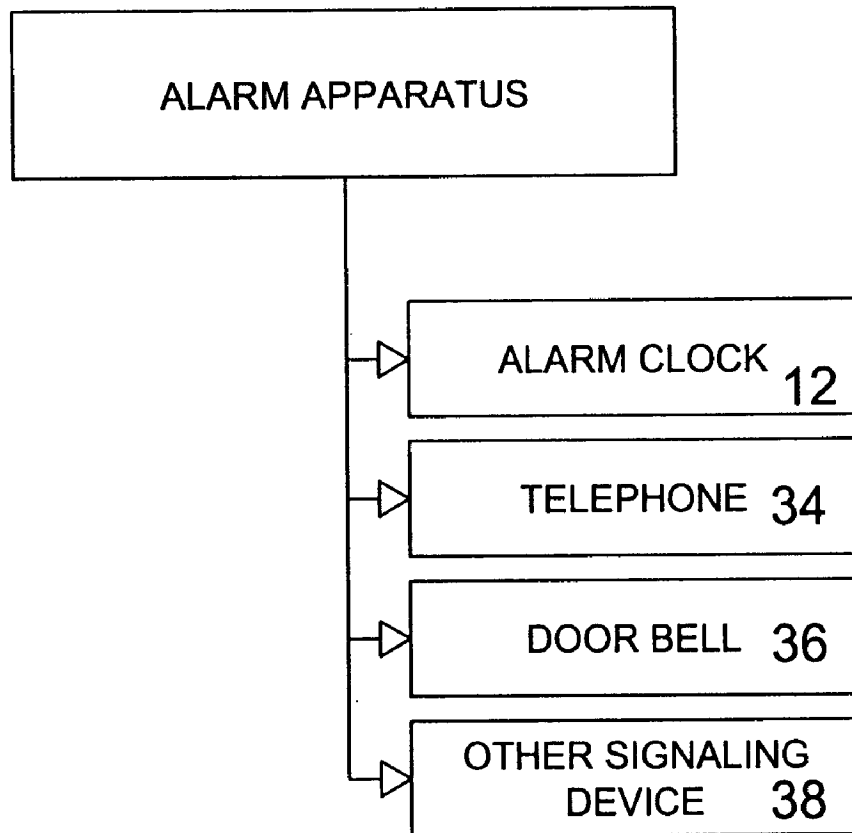 ALARM APPARATUS
ALARM CLOCK 12
TELEPHONE 34
DOOR BELL 36
OTHER SIGNALING
DEVICE 38